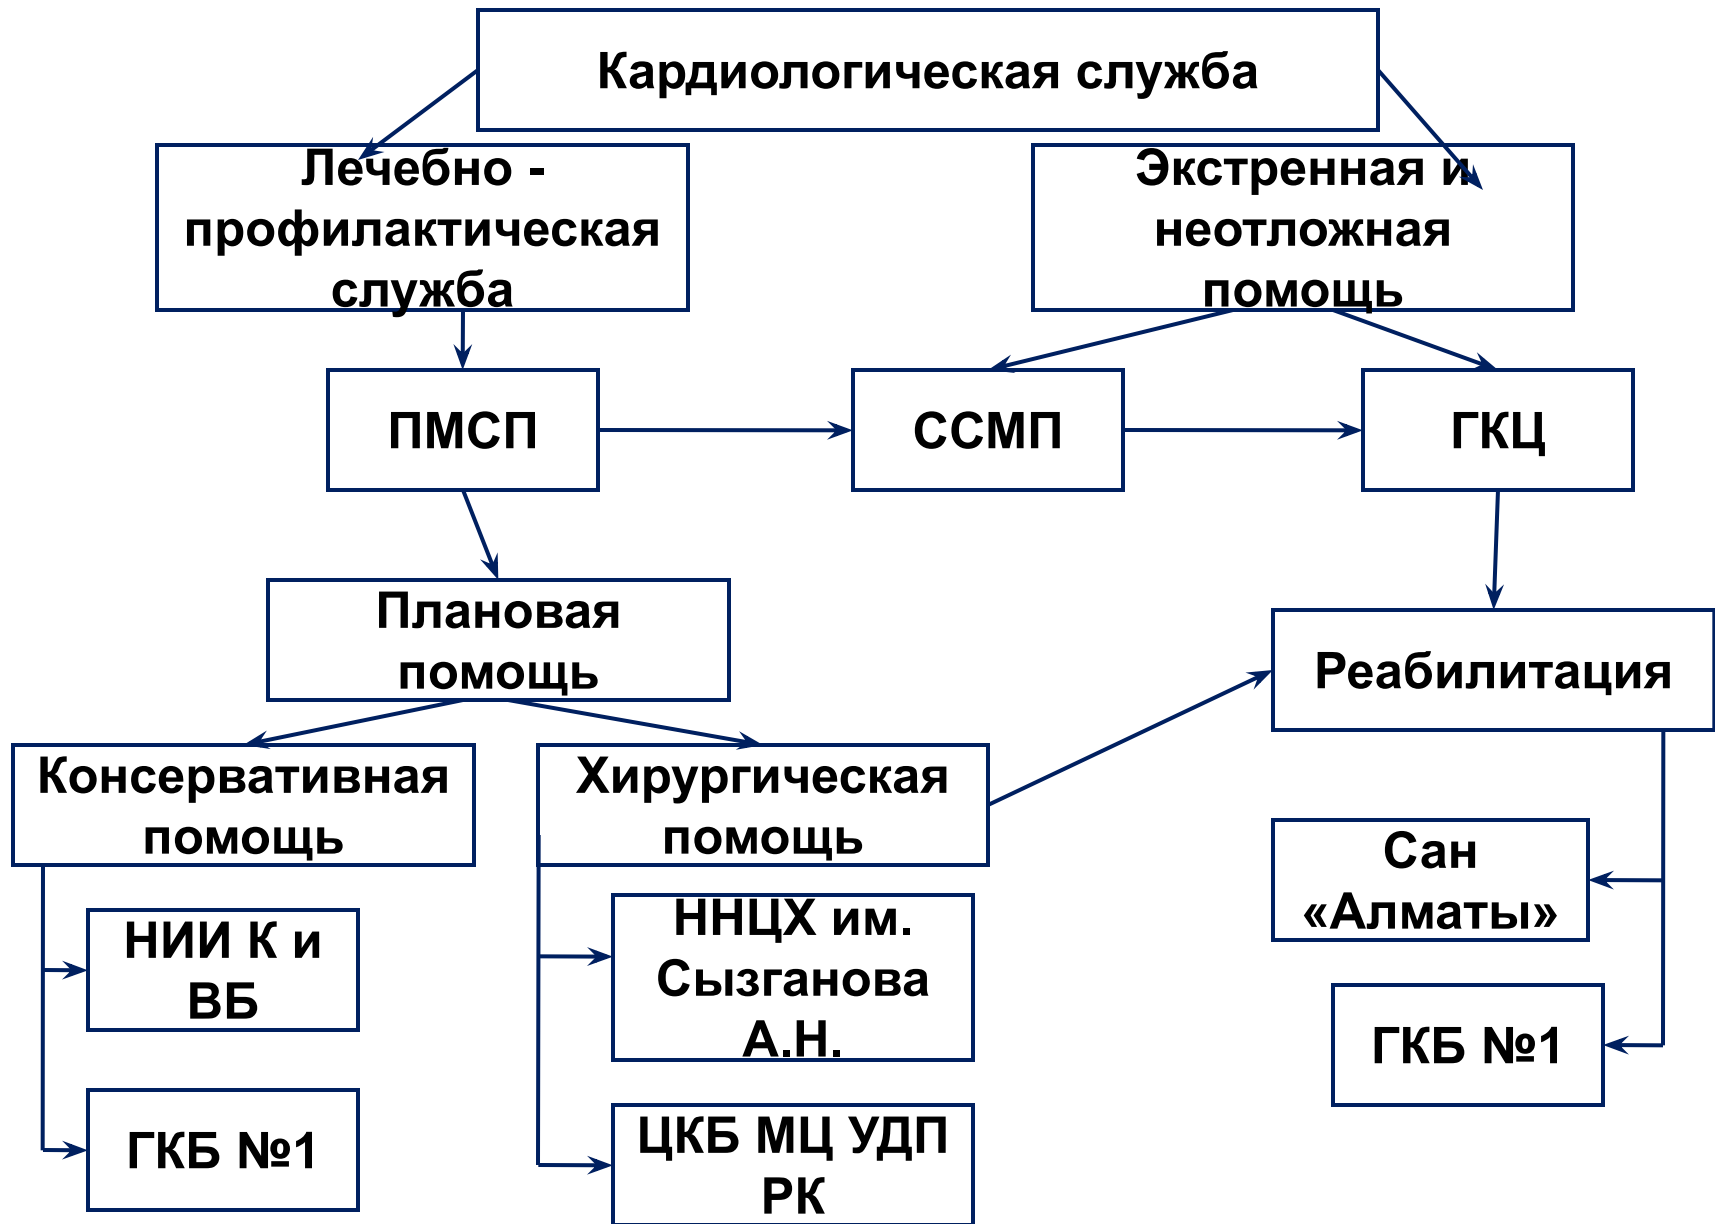 Кардиологическая служба
Лечебно -
профилактическая
служба
Экстренная и
неотложная
помощь
ПМСП
ССМП
ГКЦ
Плановая
помощь
Реабилитация
Консервативная
помощь
Хирургическая
помощь
НИИ К и
ВБ
ГКБ №1
ННЦХ им.
Сызганова
А.Н.
ЦКБ МЦ УДП
РК
Сан
«Алматы»
ГКБ №1